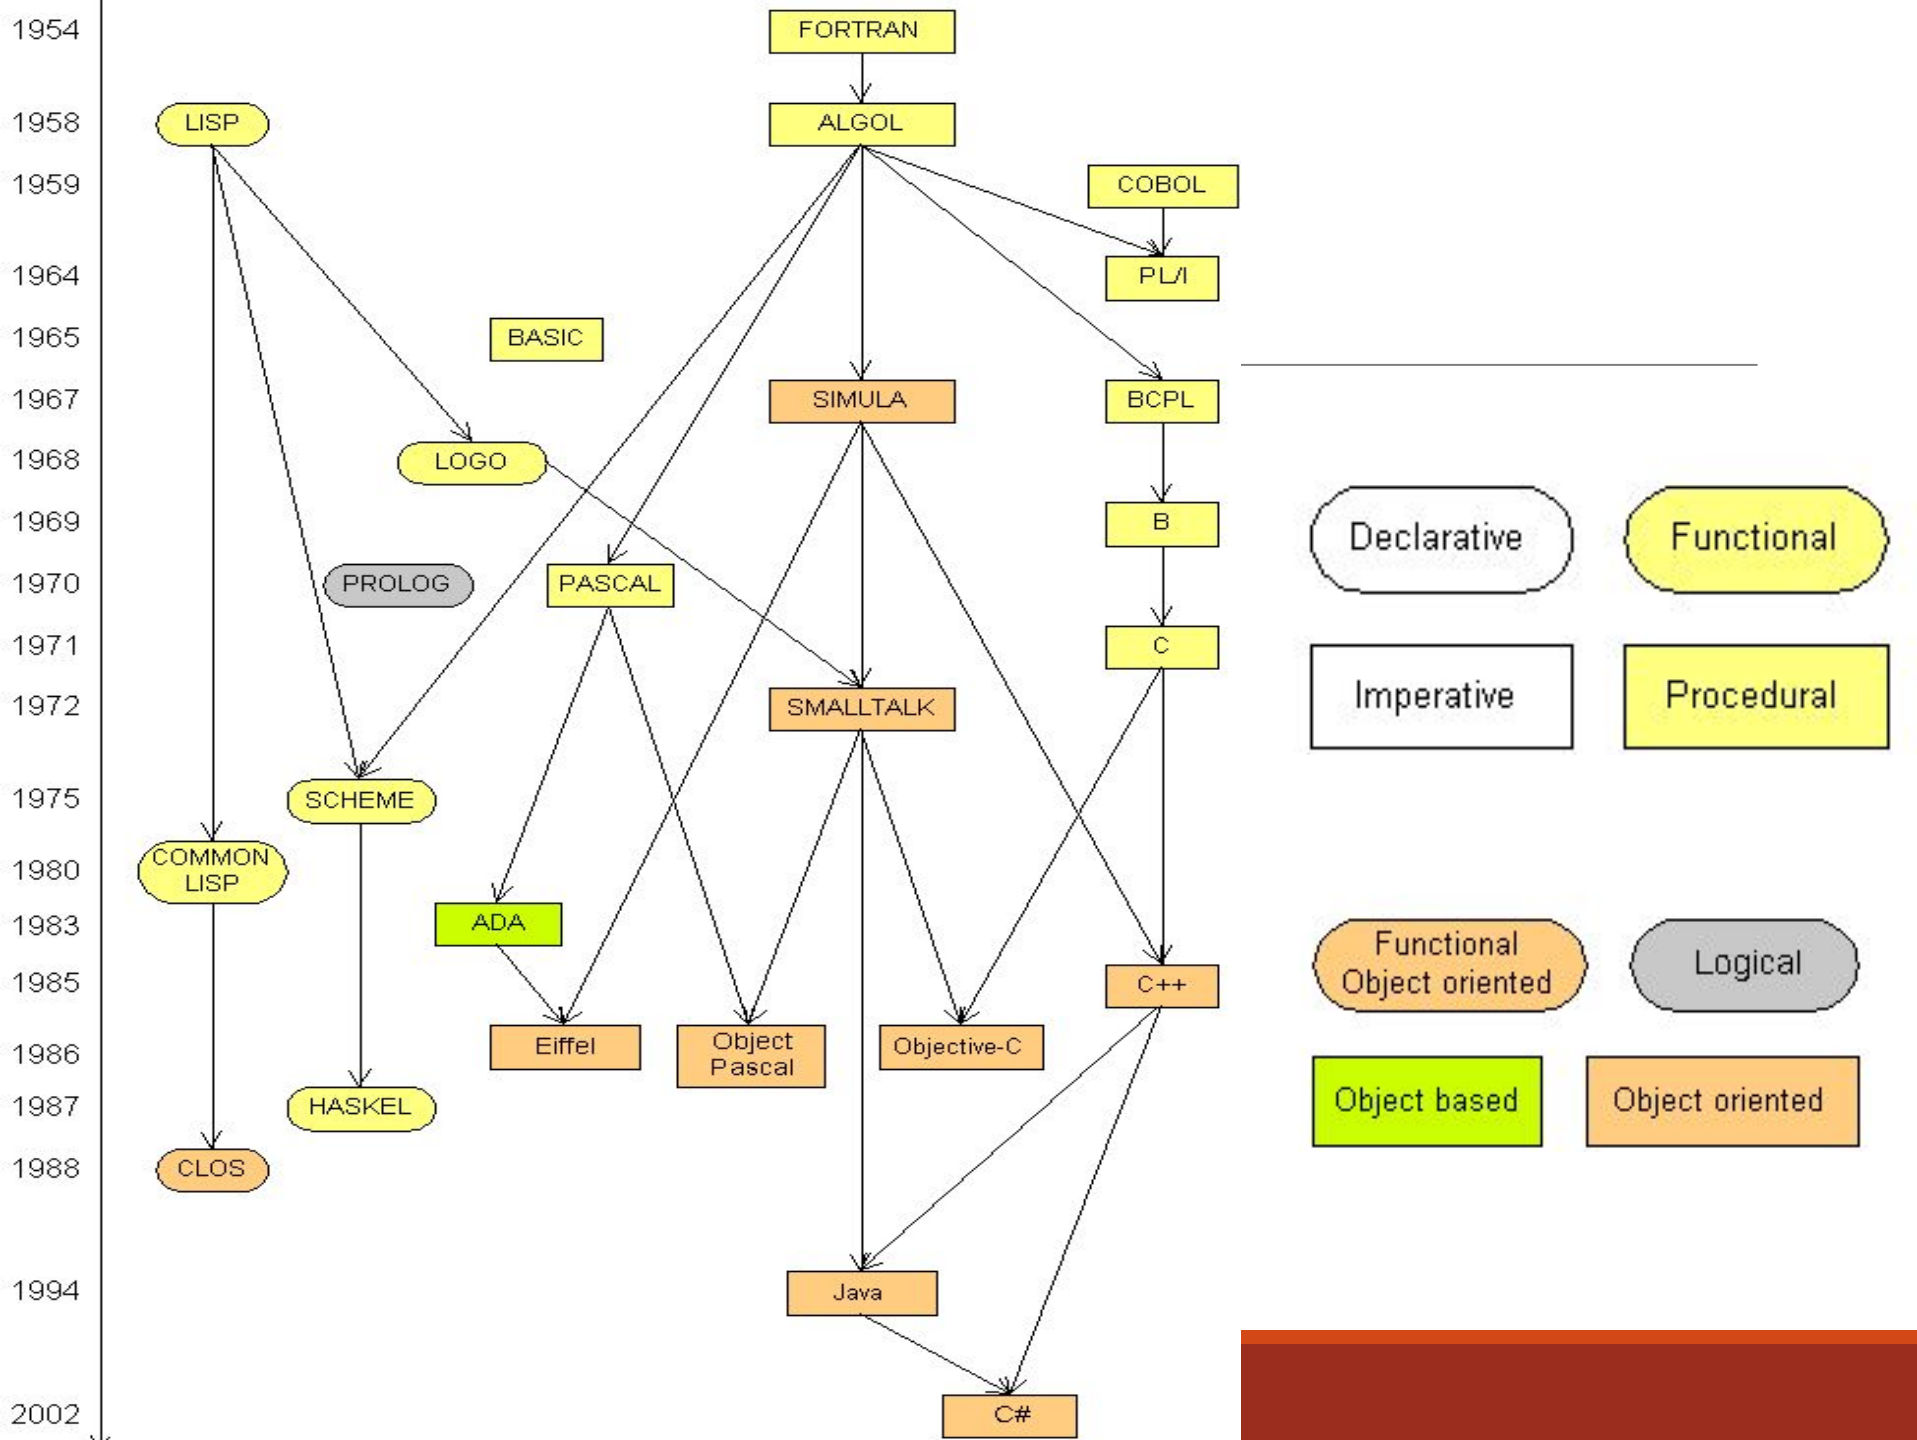 1954
FORTRAN
1958
LISP
ALGOL
1959
COBOL
1964
PL/I
1965
BASIC
1967
SIMULA
BCPL
1968
LOGO
1969
B
1970
PROLOG
PASCAL
1971
C
1972
SMALLTALK
1975
SCHEME
1980
COMMON
LISP
1983
ADA
1985
C++
1986
Eiffel
Object
Pascal
Objective-C
1987
HASKEL
1988
CLOS
1994
Java
2002
C#
Declarative
Functional
Imperative
Procedural
Functional
Object oriented
Logical
Object based
Object oriented